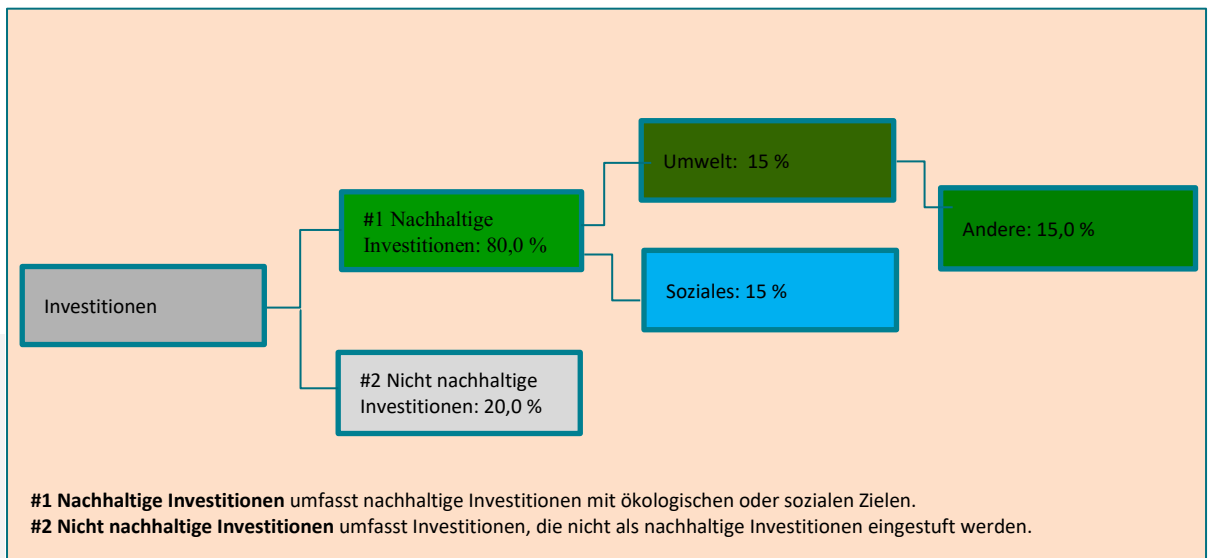 Umwelt: 15 %
#1 Nachhaltige
Investitionen: 80,0 %
Andere: 15,0 %
Soziales: 15 %
Investitionen
#2 Nicht nachhaltige
Investitionen: 20,0 %
#1 Nachhaltige Investitionen umfasst nachhaltige Investitionen mit ökologischen oder sozialen Zielen.
#2 Nicht nachhaltige Investitionen umfasst Investitionen, die nicht als nachhaltige Investitionen eingestuft werden.